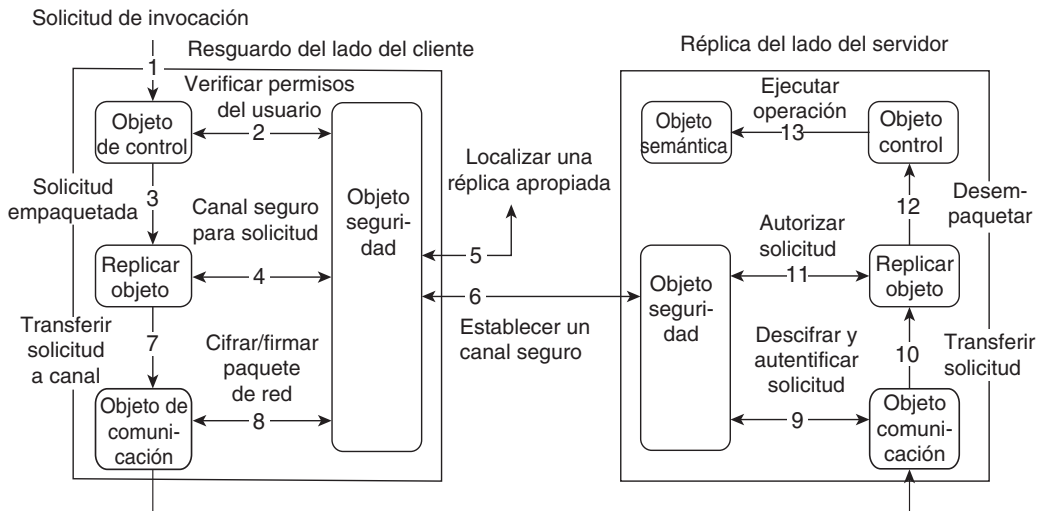 Solicitud de invocación
1
Resguardo del lado del cliente
Verificar permisos
del usuario
Objeto
de control
2
Solicitud
empaquetada
3
Canal seguro
para solicitud
Objeto
seguri-
dad
Replicar
objeto
4
Localizar una
réplica apropiada
5
6
Establecer un
canal seguro
Transferir
solicitud
a canal
7
Cifrar/firmar
paquete
de red
Objeto de
comuni-
cación
8
Réplica del lado del servidor
Ejecutar
operación
Objeto
semántica
13
Objeto
control
12
Desem-
paquetar
Autorizar
solicitud
11
Replicar
objeto
Objeto
seguri-
dad
Descifrar y
autentificar
solicitud
10
Transferir
solicitud
9
Objeto
comuni-
cación